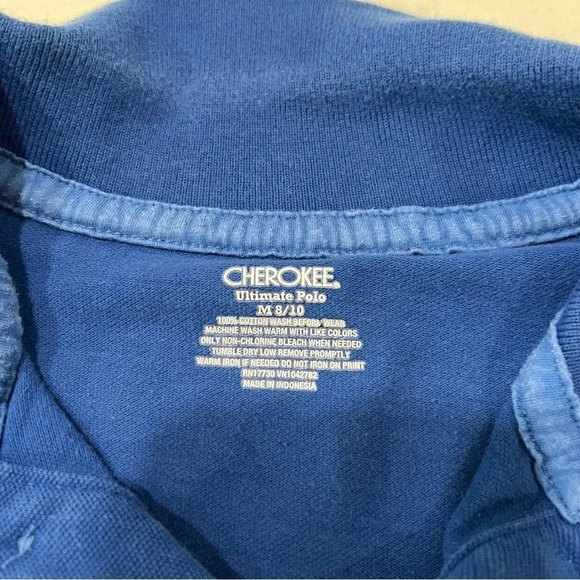 CHEROKEE®
Ultimate Polo
M 8/10
100% COTTON WASH BEFORE WEAR
MACHINE WASH WARM WITH LIKE COLORS
ONLY NON-CHLORINE BLEACH WHEN NEEDED
TUMBLE DRY LOW REMOVE PROMPTLY
WARM IRON IF NEEDED DO NOT IRON ON PRINT
RN17730 VN1042782
MADE IN INDONESIA